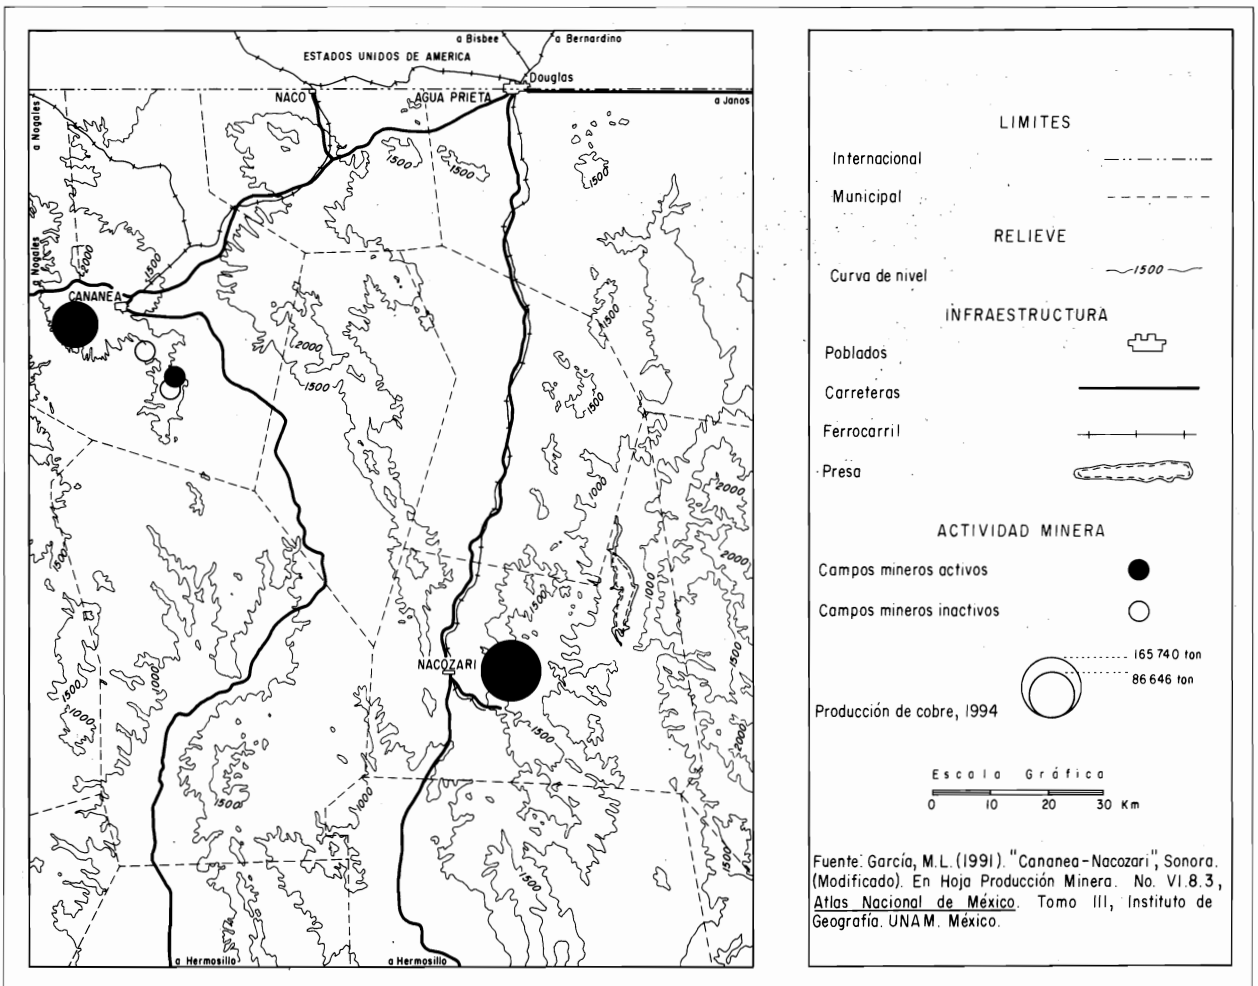 a Bisbee
a Bernardino
ESTADOS UNIDOS DE AMERICA
Douglas
NACO
AGUA PRIETA
a Janos
a Nogales
1500
1500
1500
a Nogales
2000
1500
CANANEA
1500
2000
1500
1500
1000
2000
2000
1500
1500
1000
NACOZARI
1500
1000
1500
1000
1500
2000
1500
1000
1500
1500
a Hermosillo
a Hermosillo
LIMITES
Internacional
Municipal
RELIEVE
Curva de nivel
1500
INFRAESTRUCTURA
Poblados
Carreteras
Ferrocarril
Presa
ACTIVIDAD MINERA
Campos mineros activos
Campos mineros inactivos
165 740 ton
86 646 ton
Producción de cobre, 1994
Escala Gráfica
0 10 20 30 Km
Fuente: García, M.L. (1991). "Cananea-Nacozari", Sonora.
(Modificado). En Hoja Producción Minera. No. VI.8.3,
Atlas Nacional de México. Tomo III, Instituto de
Geografía. UNAM. México.